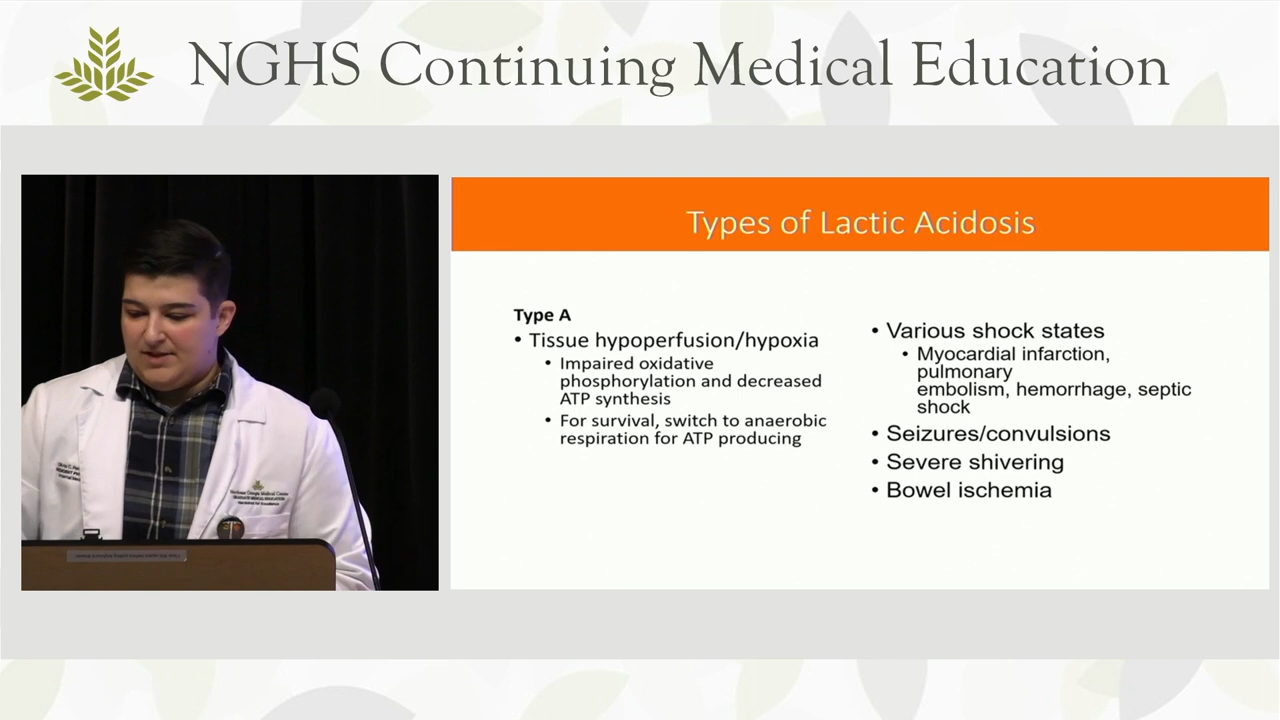 NGHS Continuing Medical Education
Types of Lactic Acidosis
Type A
• Tissue hypoperfusion/hypoxia
• Impaired oxidative
phosphorylation and decreased
ATP synthesis
• For survival, switch to anaerobic
respiration for ATP producing
• Various shock states
• Myocardial infarction,
pulmonary
embolism, hemorrhage, septic
shock
• Seizures/convulsions
• Severe shivering
• Bowel ischemia